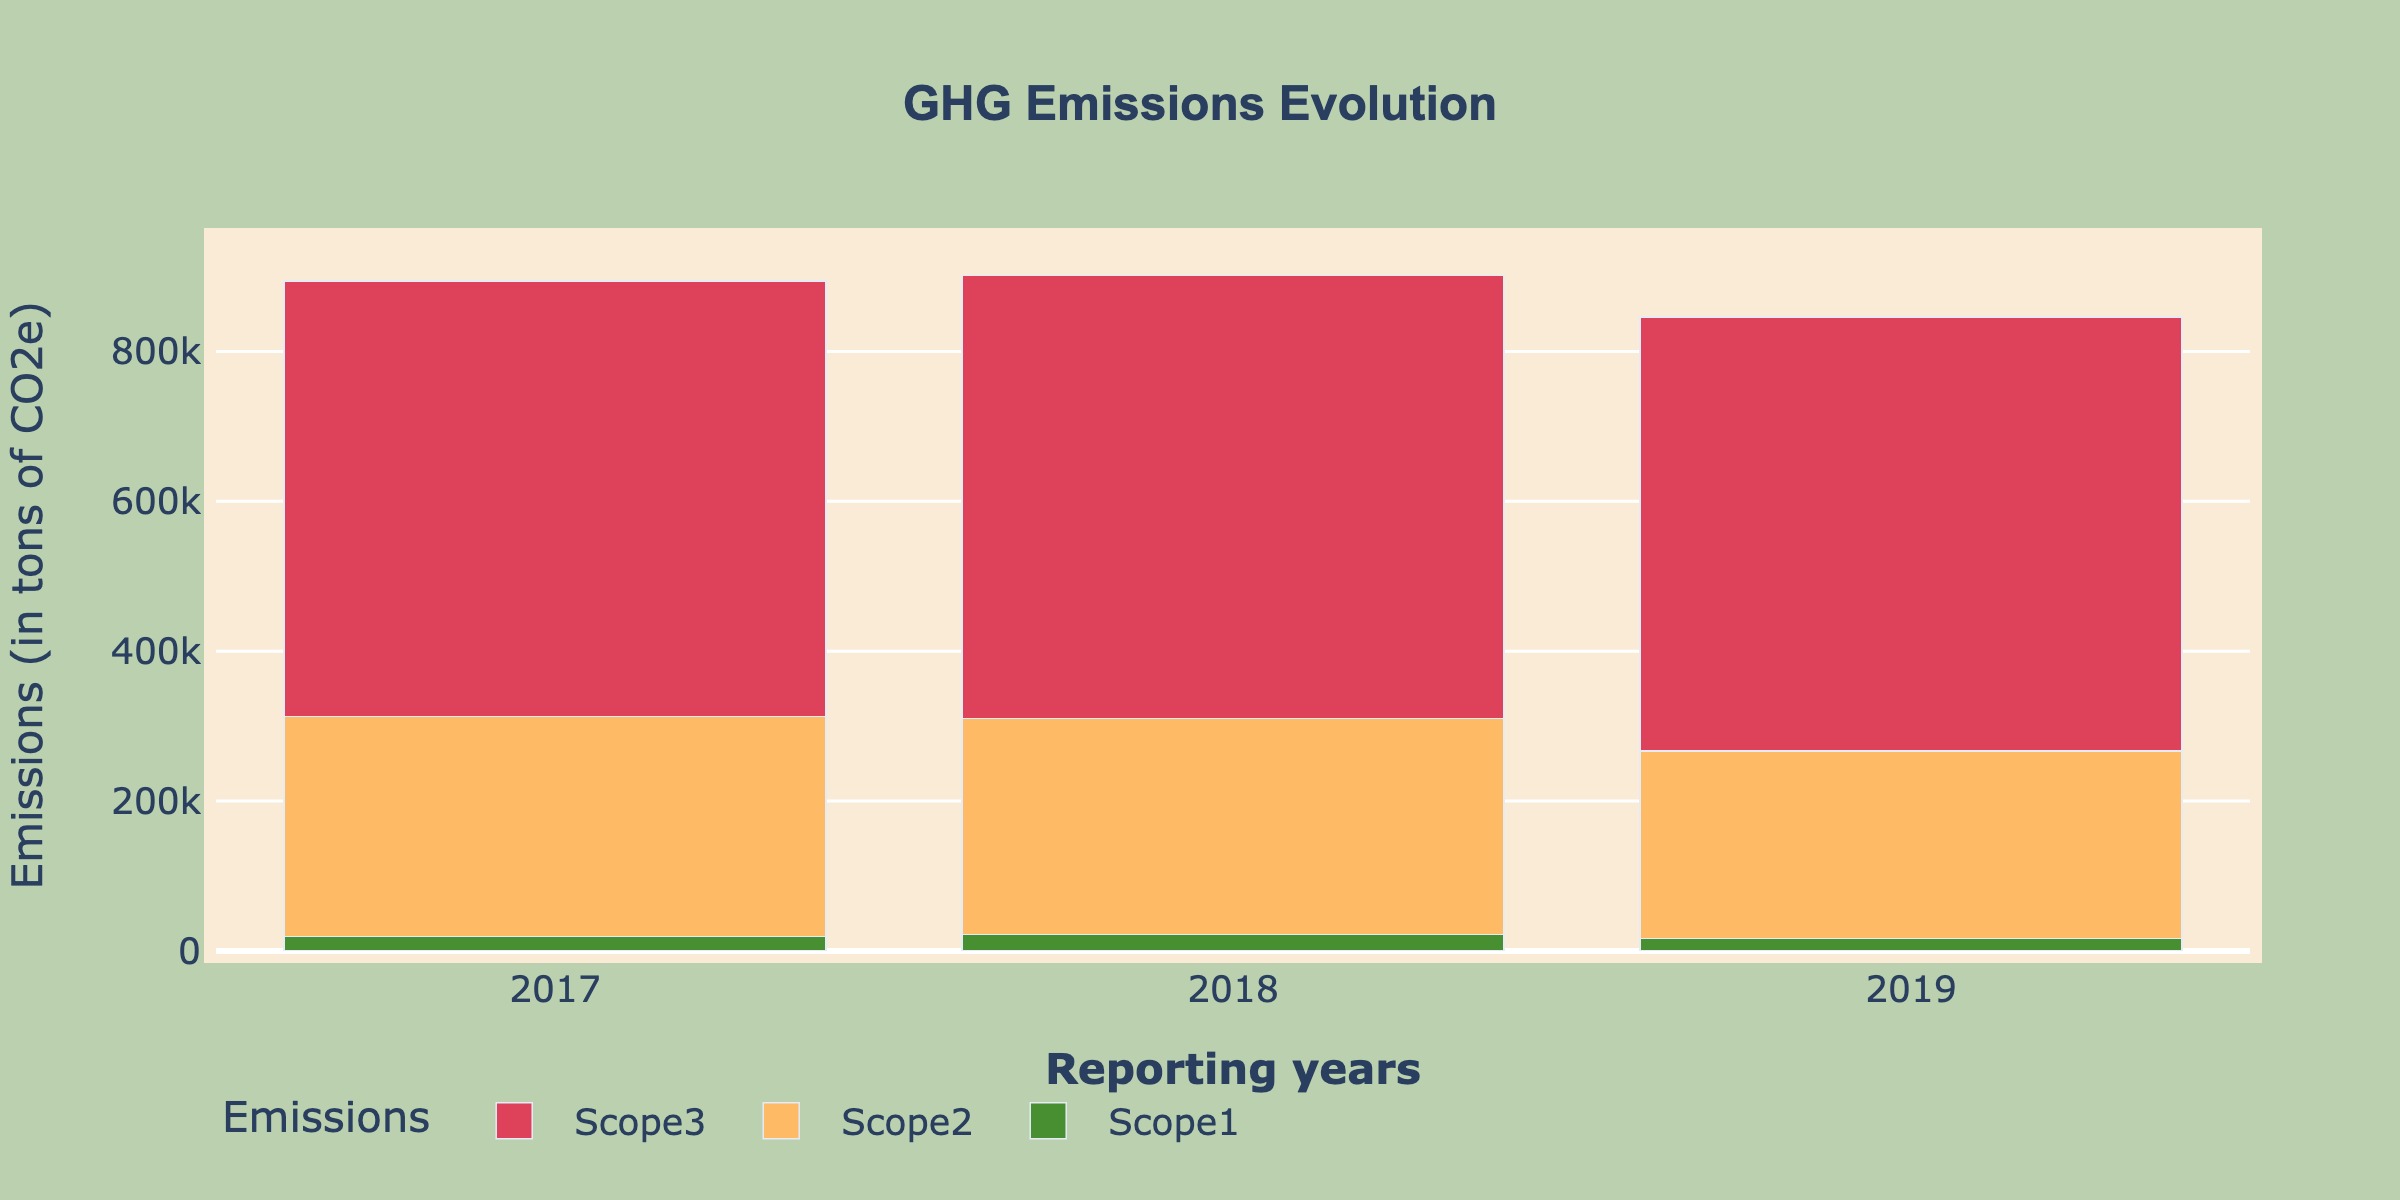 GHG Emissions Evolution
Emissions (in tons of CO2e)
800k
600k
400k
200k
0
2017 2018 2019
Reporting years
Emissions Scope3 Scope2 Scope1